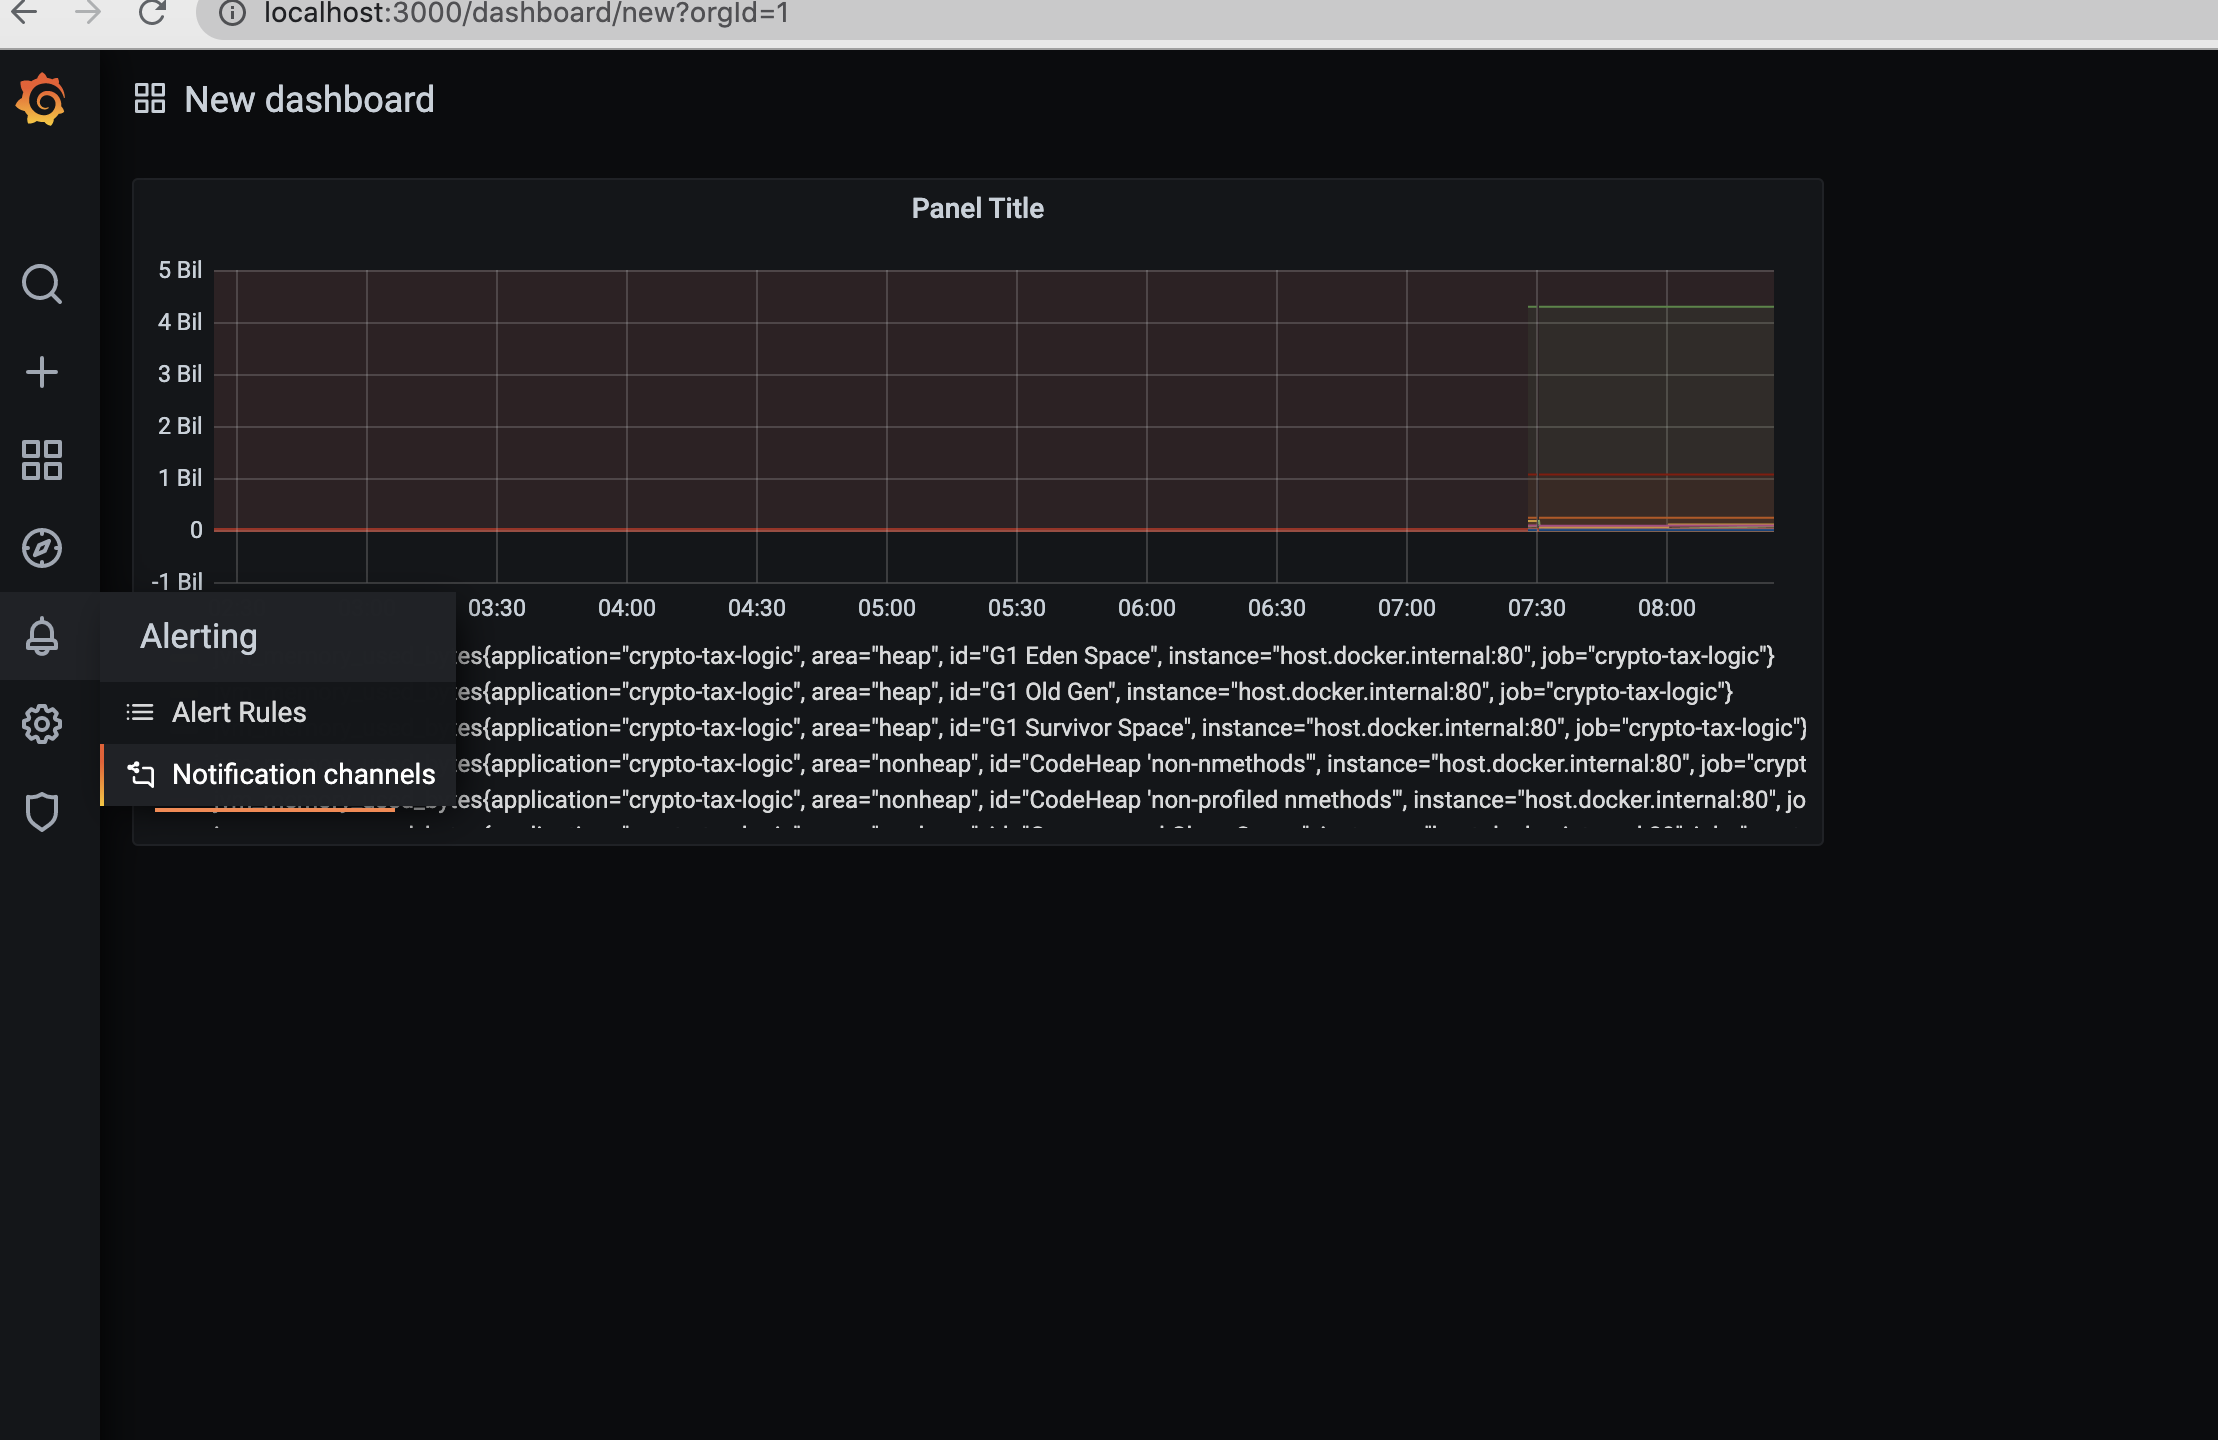 localhost:3000/dashboard/new?orgId=1
New dashboard
Panel Title
5 Bil
4 Bil
3 Bil
2 Bil
1 Bil
0
-1 Bil
03:30 04:00 04:30 05:00 05:30 06:00 06:30 07:00 07:30 08:00
Alerting
Alert Rules
Notification channels
es{application="crypto-tax-logic", area="heap", id="G1 Eden Space", instance="host.docker.internal:80", job="crypto-tax-logic"}
es{application="crypto-tax-logic", area="heap", id="G1 Old Gen", instance="host.docker.internal:80", job="crypto-tax-logic"}
es{application="crypto-tax-logic", area="heap", id="G1 Survivor Space", instance="host.docker.internal:80", job="crypto-tax-logic"}
es{application="crypto-tax-logic", area="nonheap", id="CodeHeap 'non-nmethods'", instance="host.docker.internal:80", job="crypt
es{application="crypto-tax-logic", area="nonheap", id="CodeHeap 'non-profiled nmethods'", instance="host.docker.internal:80", jo